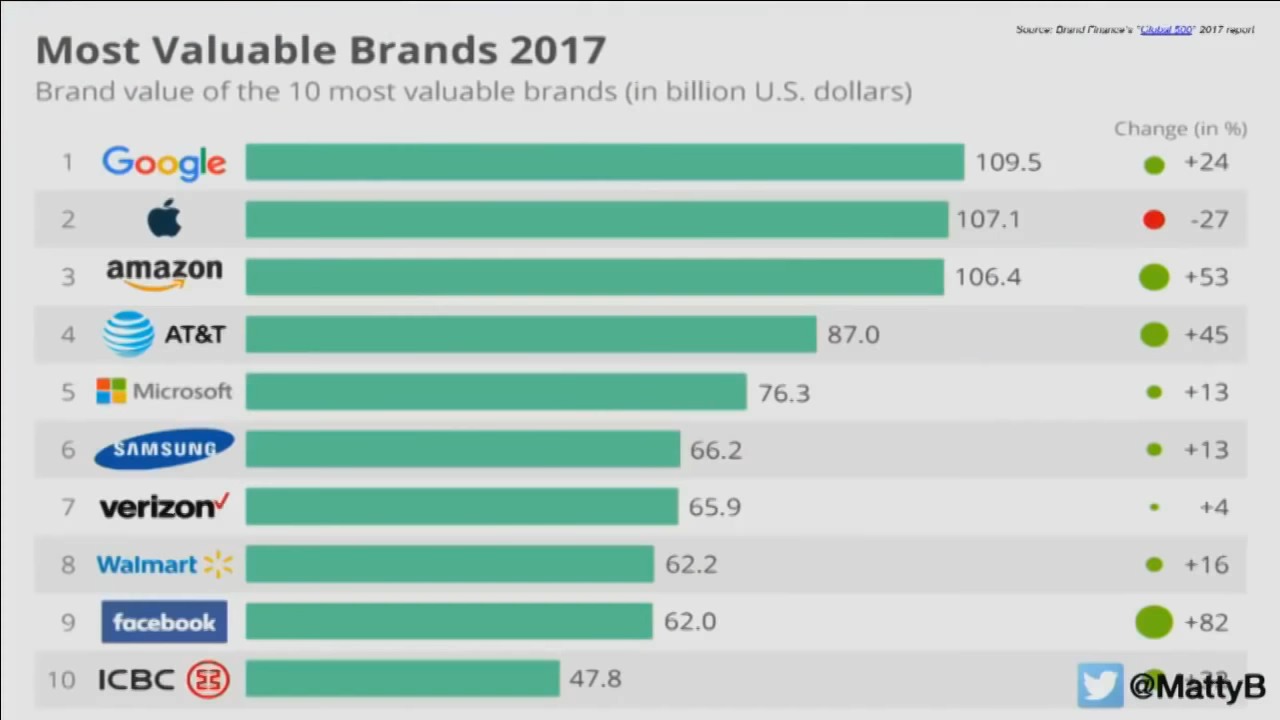 Source: Brand Finance's "Global 500" 2017 report
Most Valuable Brands 2017
Brand value of the 10 most valuable brands (in billion U.S. dollars)
Change (in %)
1 Google 109.5 +24
2 107.1 -27
3 amazon 106.4 +53
4 AT&T 87.0 +45
5 Microsoft 76.3 +13
6 SAMSUNG 66.2 +13
7 verizon 65.9 +4
8 Walmart 62.2 +16
9 facebook 62.0 +82
10 ICBC 47.8
@MattyB